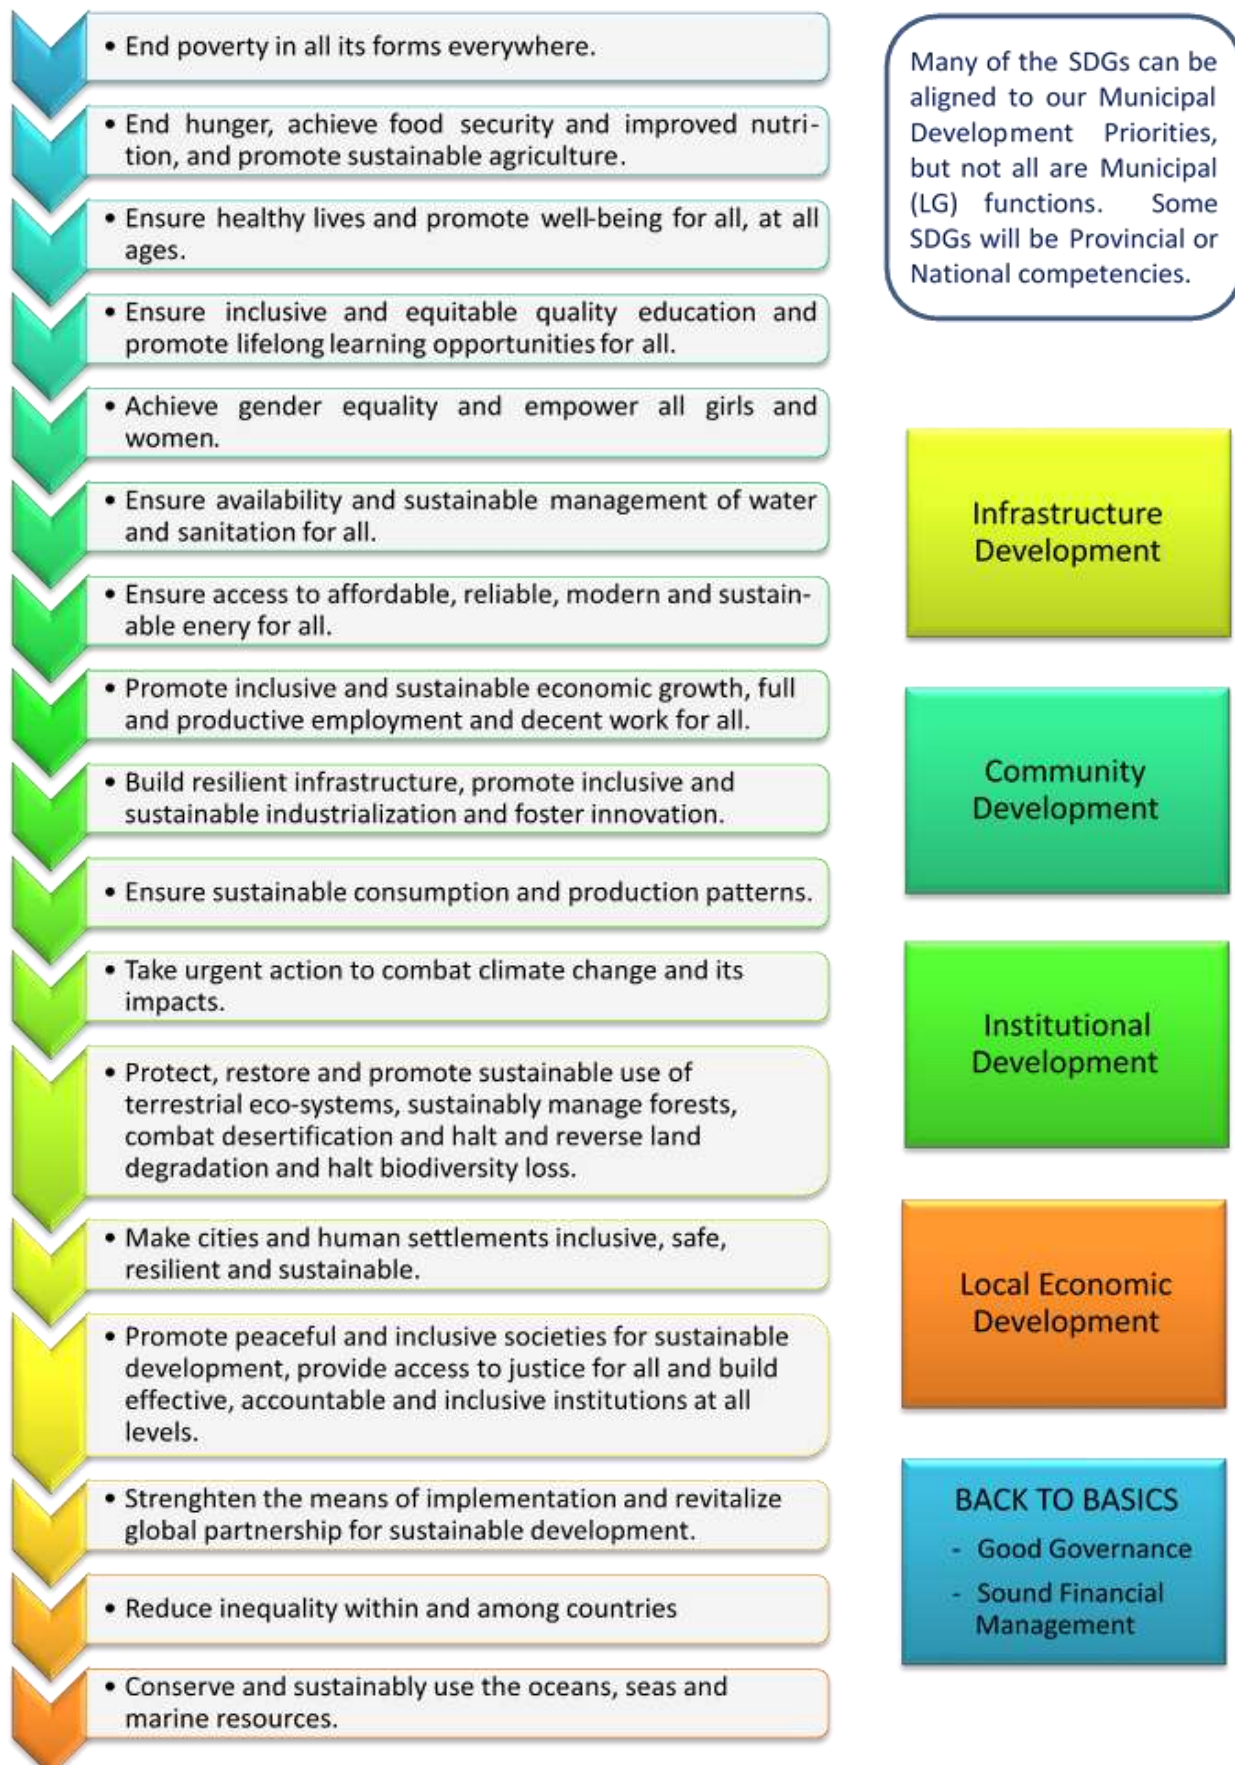 • End poverty in all its forms everywhere.
• End hunger, achieve food security and improved nutri-
tion, and promote sustainable agriculture.
• Ensure healthy lives and promote well-being for all, at all
ages.
• Ensure inclusive and equitable quality education and
promote lifelong learning opportunities for all.
• Achieve gender equality and empower all girls and
women.
• Ensure availability and sustainable management of water
and sanitation for all.
• Ensure access to affordable, reliable, modern and sustain-
able enery for all.
• Promote inclusive and sustainable economic growth, full
and productive employment and decent work for all.
• Build resilient infrastructure, promote inclusive and
sustainable industrialization and foster innovation.
• Ensure sustainable consumption and production patterns.
• Take urgent action to combat climate change and its
impacts.
• Protect, restore and promote sustainable use of
terrestrial eco-systems, sustainably manage forests,
combat desertification and halt and reverse land
degradation and halt biodiversity loss.
• Make cities and human settlements inclusive, safe,
resilient and sustainable.
• Promote peaceful and inclusive societies for sustainable
development, provide access to justice for all and build
effective, accountable and inclusive institutions at all
levels.
• Strenghten the means of implementation and revitalize
global partnership for sustainable development.
• Reduce inequality within and among countries
• Conserve and sustainably use the oceans, seas and
marine resources.
Many of the SDGs can be
aligned to our Municipal
Development Priorities,
but not all are Municipal
(LG) functions. Some
SDGs will be Provincial or
National competencies.
Infrastructure
Development
Community
Development
Institutional
Development
Local Economic
Development
BACK TO BASICS
- Good Governance
- Sound Financial
Management